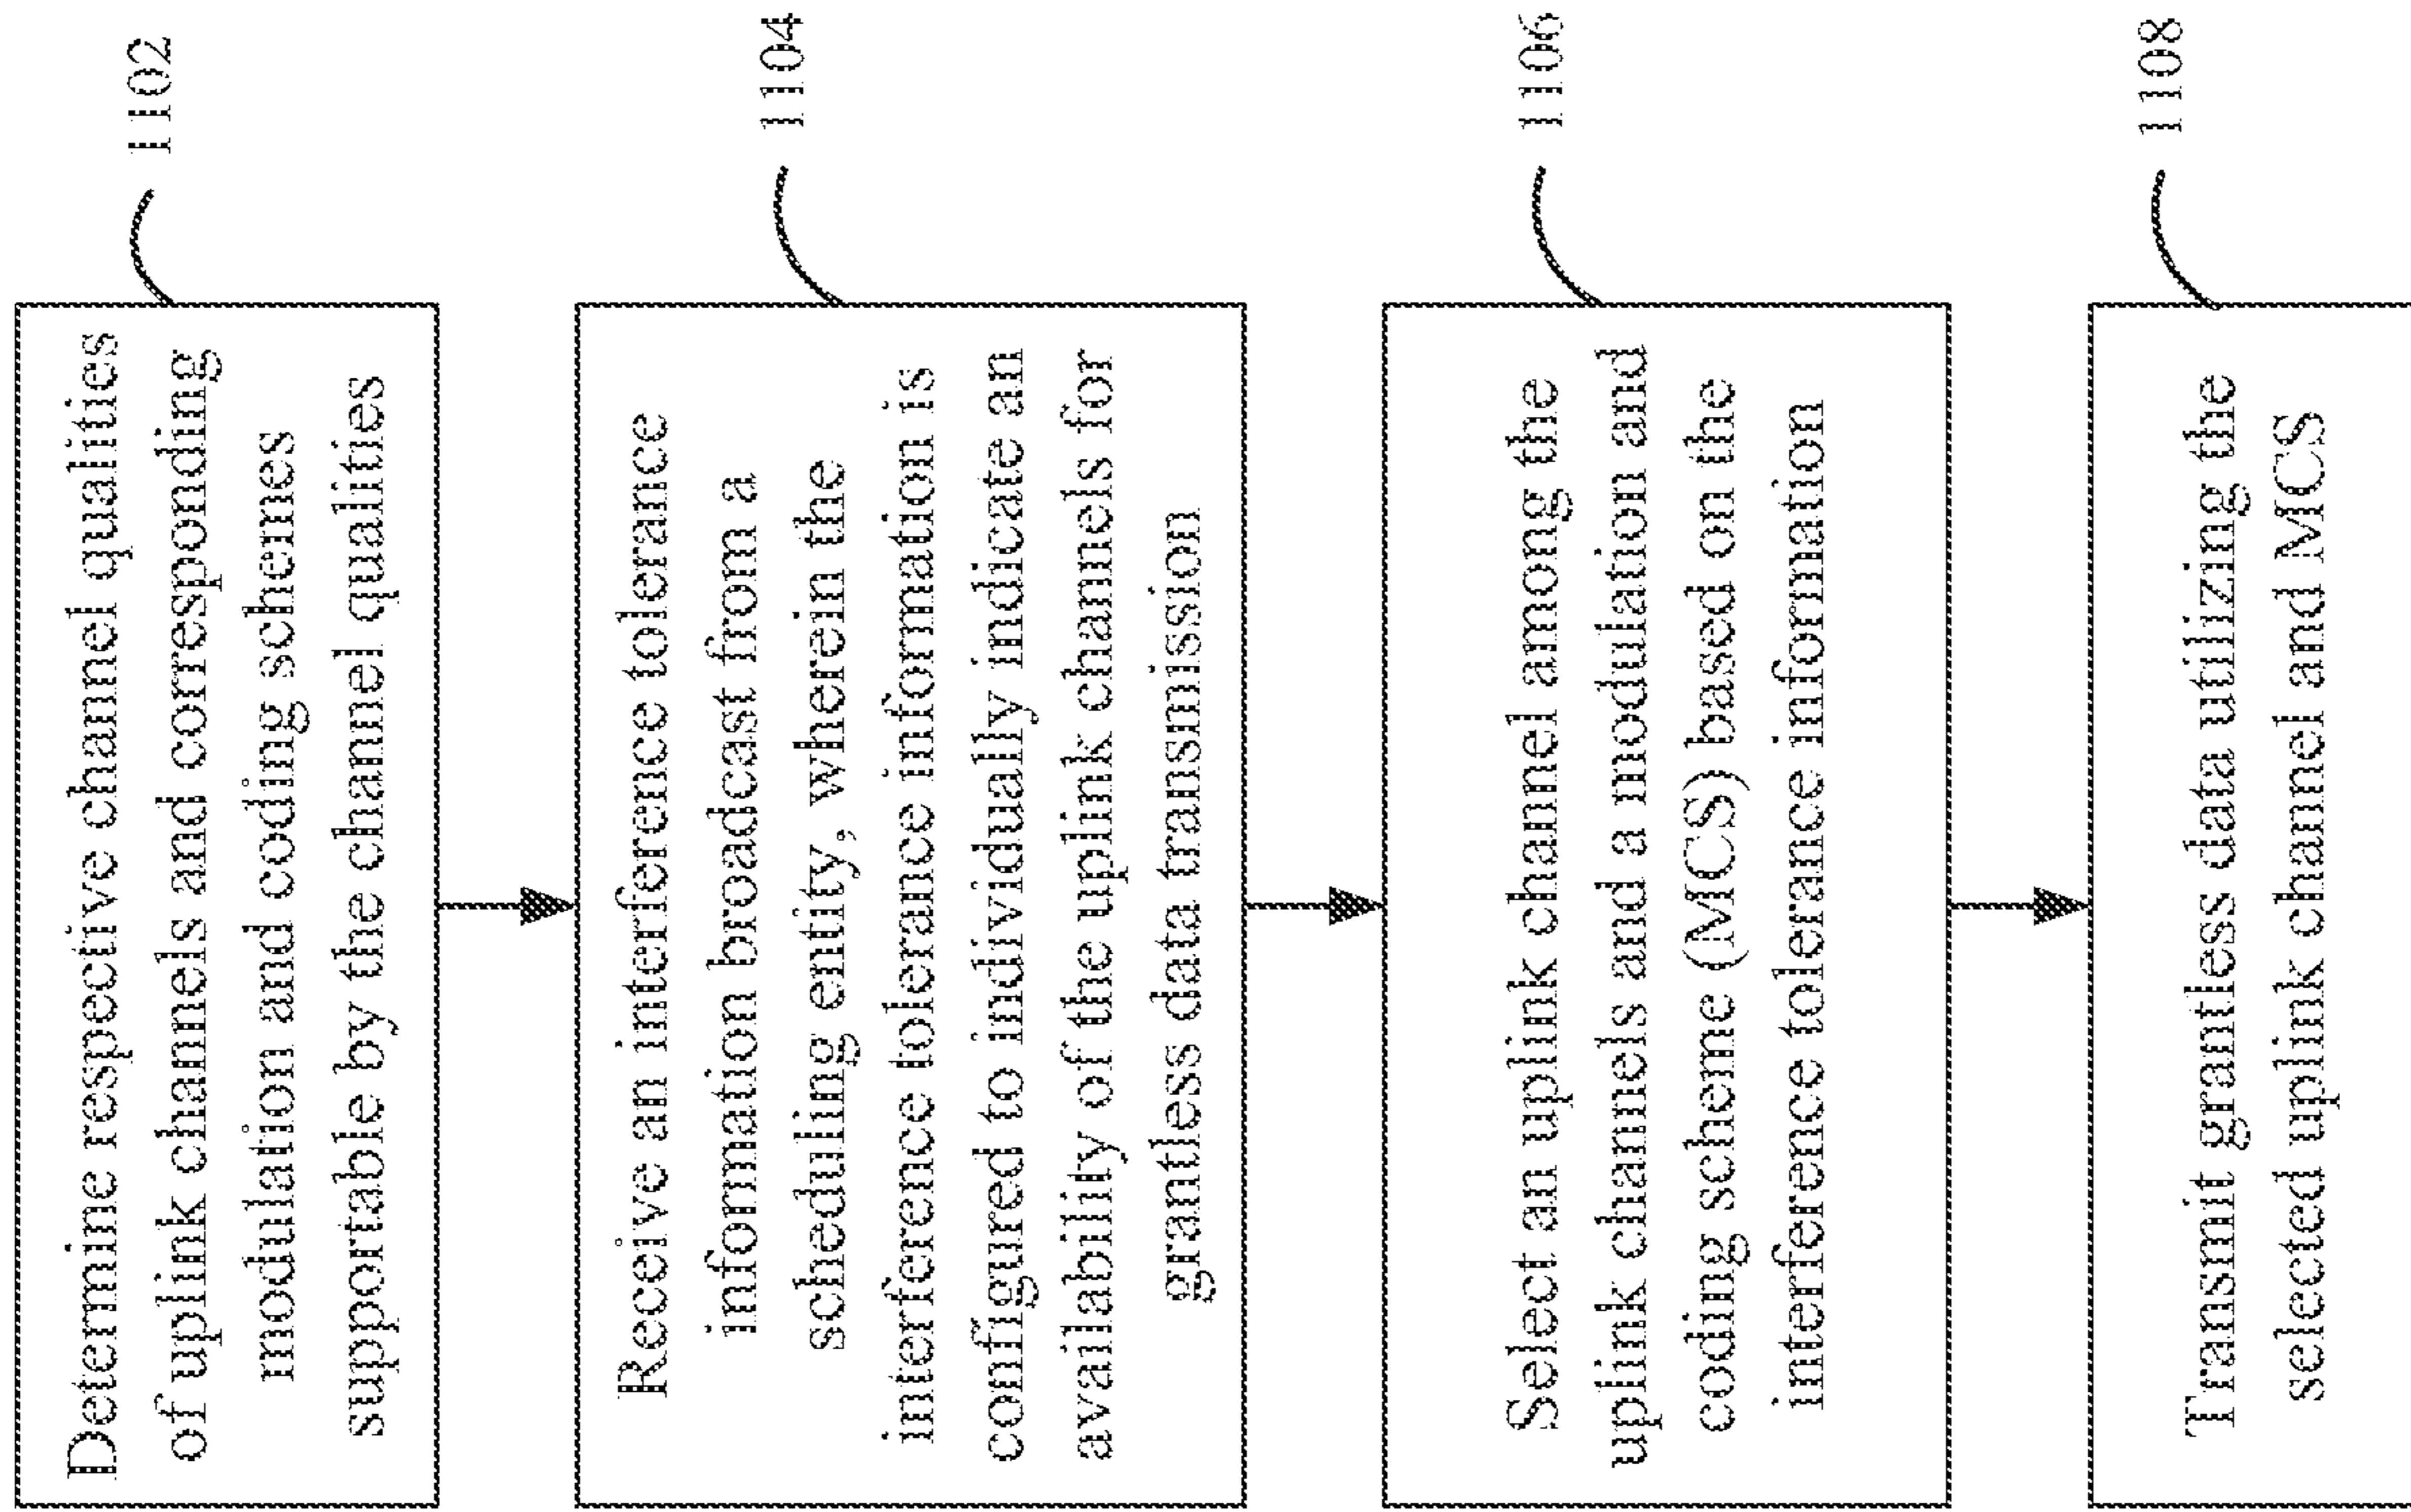 Determine respective channel qualities
of uplink channels and corresponding
modulation and coding schemes
supportable by the channel qualities
1102
Receive an interference tolerance
information broadcast from a
scheduling entity, wherein the
interference tolerance information is
configured to individually indicate an
availability of the uplink channels for
grantless data transmission
1104
Select an uplink channel among the
uplink channels and a modulation and
coding scheme (MCS) based on the
interference tolerance information
1106
Transmit grantless data utilizing the
selected uplink channel and MCS
1108